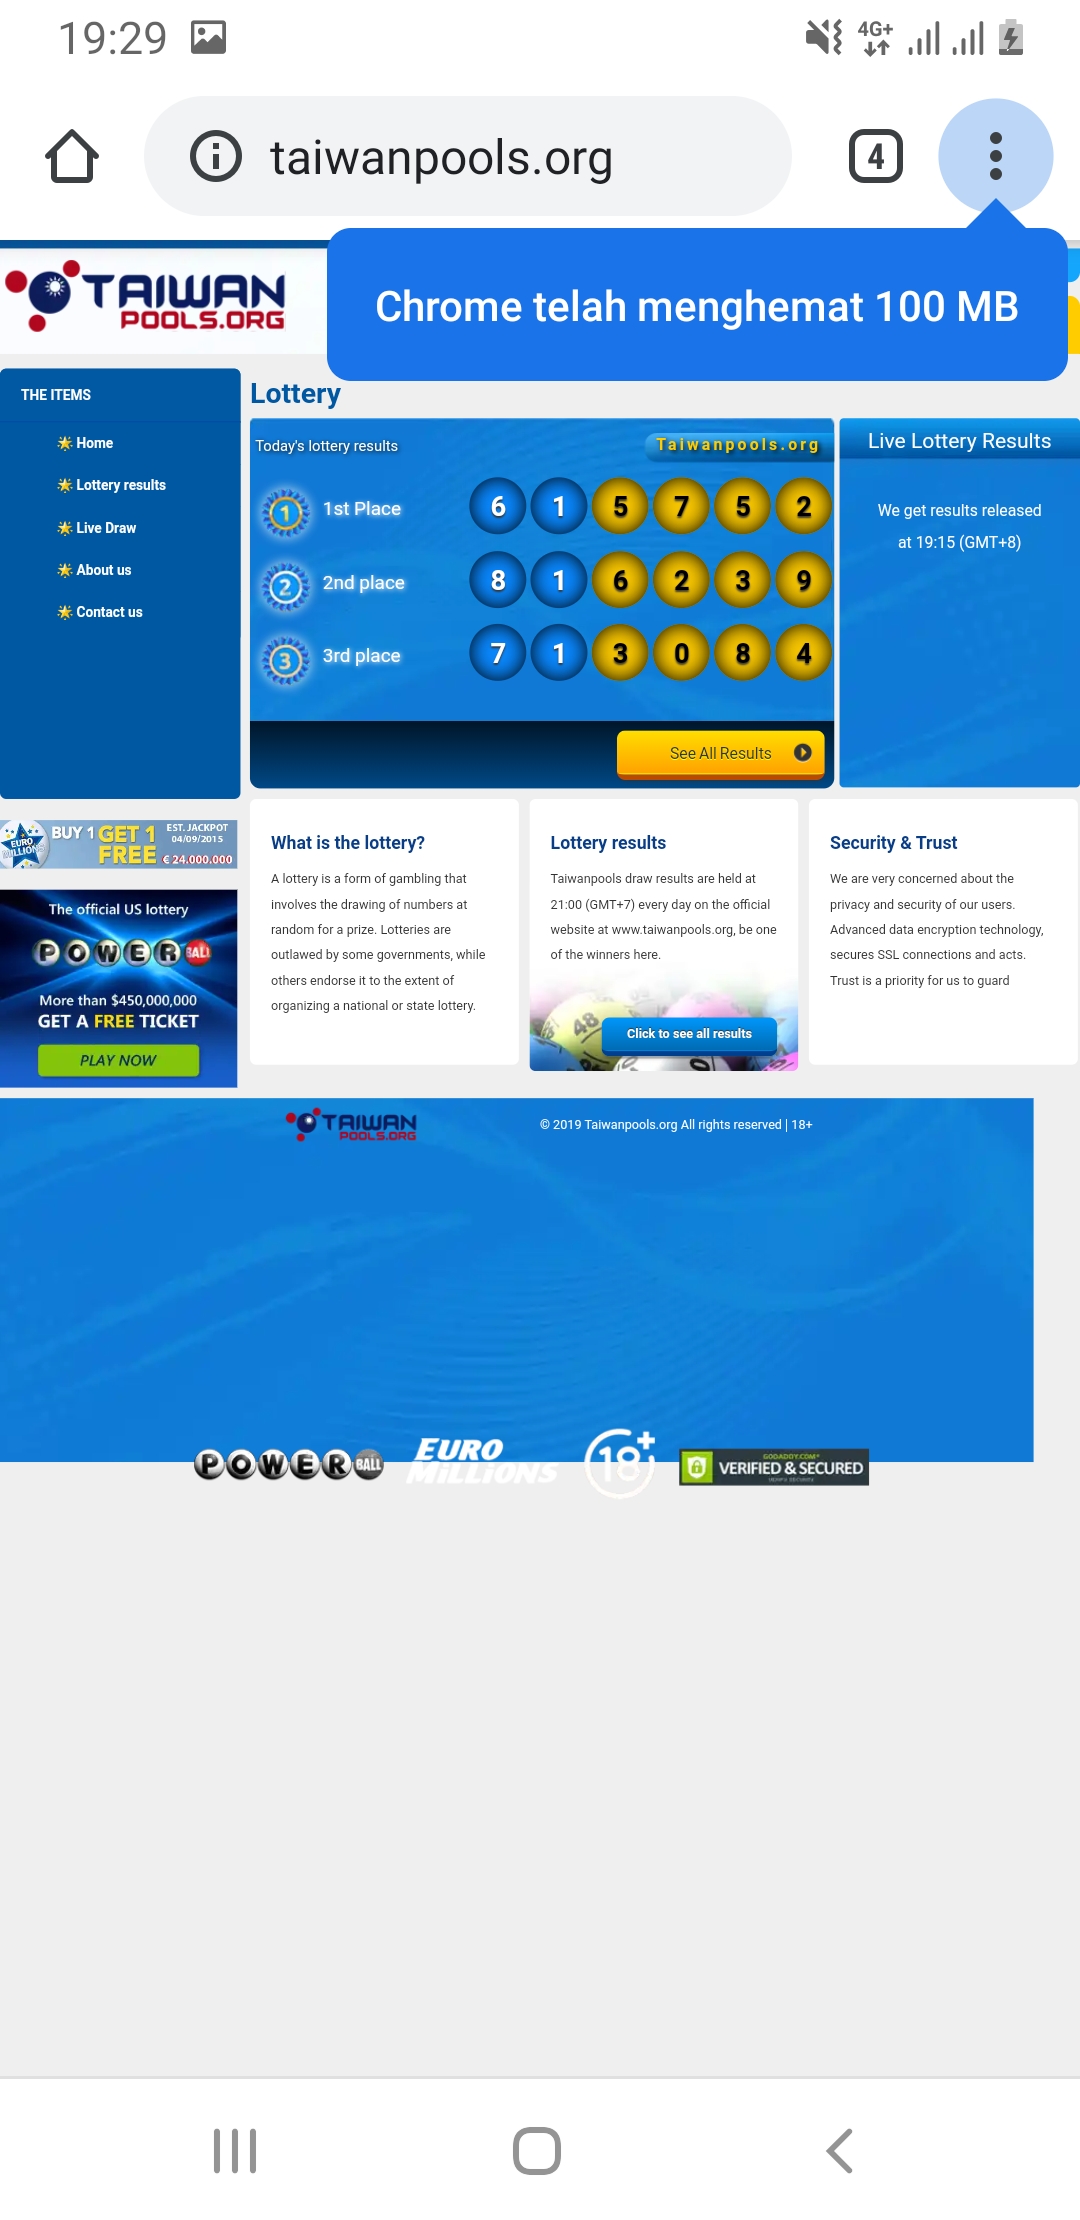 19:29
4G+
taiwanpools.org
4
Chrome telah menghemat 100 MB
TAIWAN
POOLS.ORG
THE ITEMS
Home
Lottery results
Live Draw
About us
Contact us
Lottery
Today's lottery results
Taiwanpools.org
1 1st Place 6 1 5 7 5 2
2 2nd place 8 1 6 2 3 9
3 3rd place 7 1 3 0 8 4
See All Results
Live Lottery Results
We get results released
at 19:15 (GMT+8)
EURO
MILLIONS
BUY 1 GET 1
FREE
EST. JACKPOT
04/09/2015
€ 24.000.000
The official US lottery
POWER BALL
More than $450,000,000
GET A FREE TICKET
PLAY NOW
What is the lottery?
A lottery is a form of gambling that
involves the drawing of numbers at
random for a prize. Lotteries are
outlawed by some governments, while
others endorse it to the extent of
organizing a national or state lottery.
Lottery results
Taiwanpools draw results are held at
21:00 (GMT+7) every day on the official
website at www.taiwanpools.org, be one
of the winners here.
48
Click to see all results
Security & Trust
We are very concerned about the
privacy and security of our users.
Advanced data encryption technology,
secures SSL connections and acts.
Trust is a priority for us to guard
TAIWAN
POOLS.ORG
© 2019 Taiwanpools.org All rights reserved | 18+
POWER BALL
EURO
MILLIONS
18+
GODADDY.COM
VERIFIED & SECURED